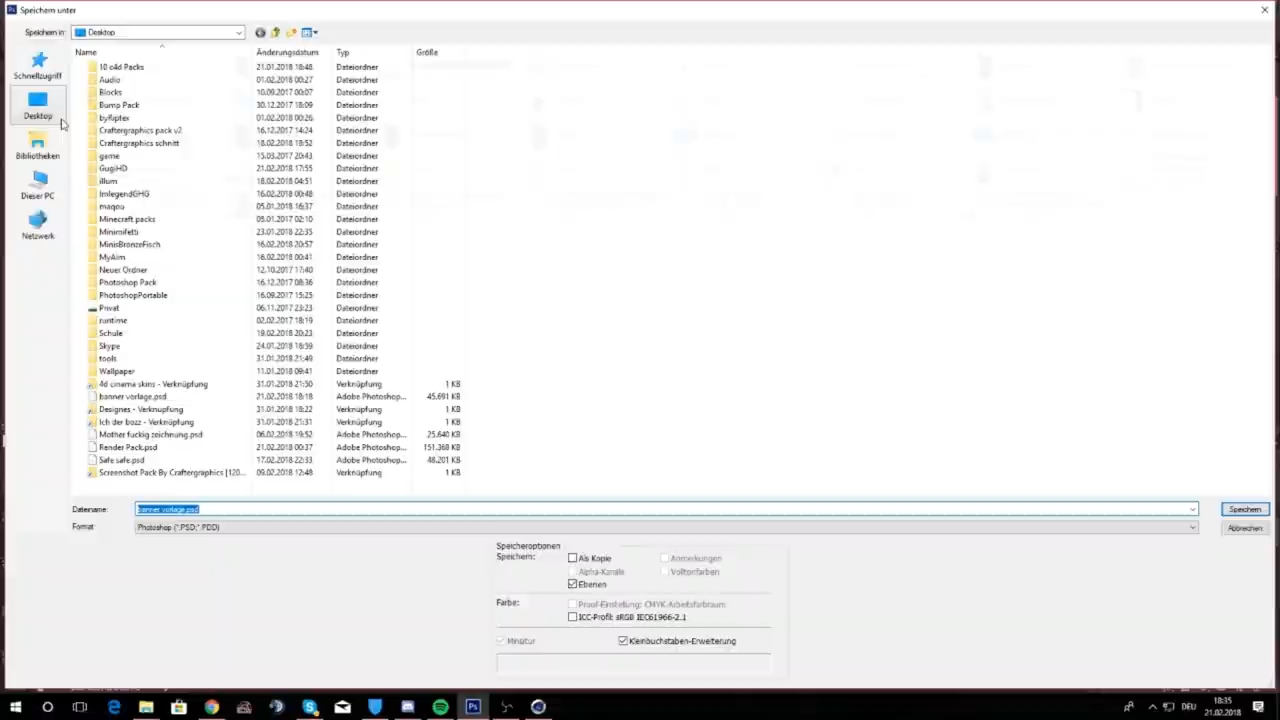 Speichern unter
Speichern in: Desktop
Name Änderungsdatum Typ Größe
Schnellzugriff
Desktop
Bibliotheken
Dieser PC
Netzwerk
10 c4d Packs 21.01.2018 18:48 Dateiordner
Audio 01.02.2018 00:27 Dateiordner
Blocks 10.09.2017 00:07 Dateiordner
Bump Pack 30.12.2017 18:09 Dateiordner
byfliptex 01.02.2018 00:26 Dateiordner
Craftergraphics pack v2 16.12.2017 14:24 Dateiordner
Craftergraphics schnitt 18.02.2018 18:52 Dateiordner
game 15.03.2017 20:43 Dateiordner
GugiHD 21.02.2018 17:55 Dateiordner
illum 18.02.2018 04:51 Dateiordner
ImlegendGHG 16.02.2018 00:48 Dateiordner
maqou 05.01.2018 16:37 Dateiordner
Minecraft packs 05.01.2017 02:10 Dateiordner
Minimifetti 23.01.2018 22:35 Dateiordner
MinisBronzeFisch 16.02.2018 20:57 Dateiordner
MyAim 16.02.2018 00:41 Dateiordner
Neuer Ordner 12.10.2017 17:40 Dateiordner
Photoshop Pack 16.12.2017 08:36 Dateiordner
PhotoshopPortable 16.09.2017 15:25 Dateiordner
Privat 06.11.2017 23:23 Dateiordner
runtime 02.02.2017 18:19 Dateiordner
Schule 19.02.2018 20:23 Dateiordner
Skype 24.01.2018 18:59 Dateiordner
tools 31.01.2018 21:49 Dateiordner
Wallpaper 11.01.2018 09:41 Dateiordner
4d cinema skins - Verknüpfung 31.01.2018 21:50 Verknüpfung 1 KB
banner vorlage.psd 21.02.2018 18:18 Adobe Photoshop... 45.691 KB
Designes - Verknüpfung 31.01.2018 18:22 Verknüpfung 1 KB
Ich der bozz - Verknüpfung 31.01.2018 21:31 Verknüpfung 1 KB
Mother fuckig zeichnung.psd 06.02.2018 19:52 Adobe Photoshop... 25.640 KB
Render Pack.psd 21.02.2018 00:37 Adobe Photoshop... 151.368 KB
Safe safe.psd 17.02.2018 22:33 Adobe Photoshop... 48.201 KB
Screenshot Pack By Craftergraphics [120... 09.02.2018 12:48 Verknüpfung 1 KB
Dateiname: banner vorlage.psd Speichern
Format: Photoshop (*.PSD;*.PDD) Abbrechen
Speicheroptionen
Speichern: Als Kopie Anmerkungen
Alpha-Kanäle Volltonfarben
Ebenen
Farbe: Proof-Einstellung: CMYK-Arbeitsfarbraum
ICC-Profil: sRGB IEC61966-2.1
Miniatur Kleinbuchstaben-Erweiterung
DEU 18:35
21.02.2018